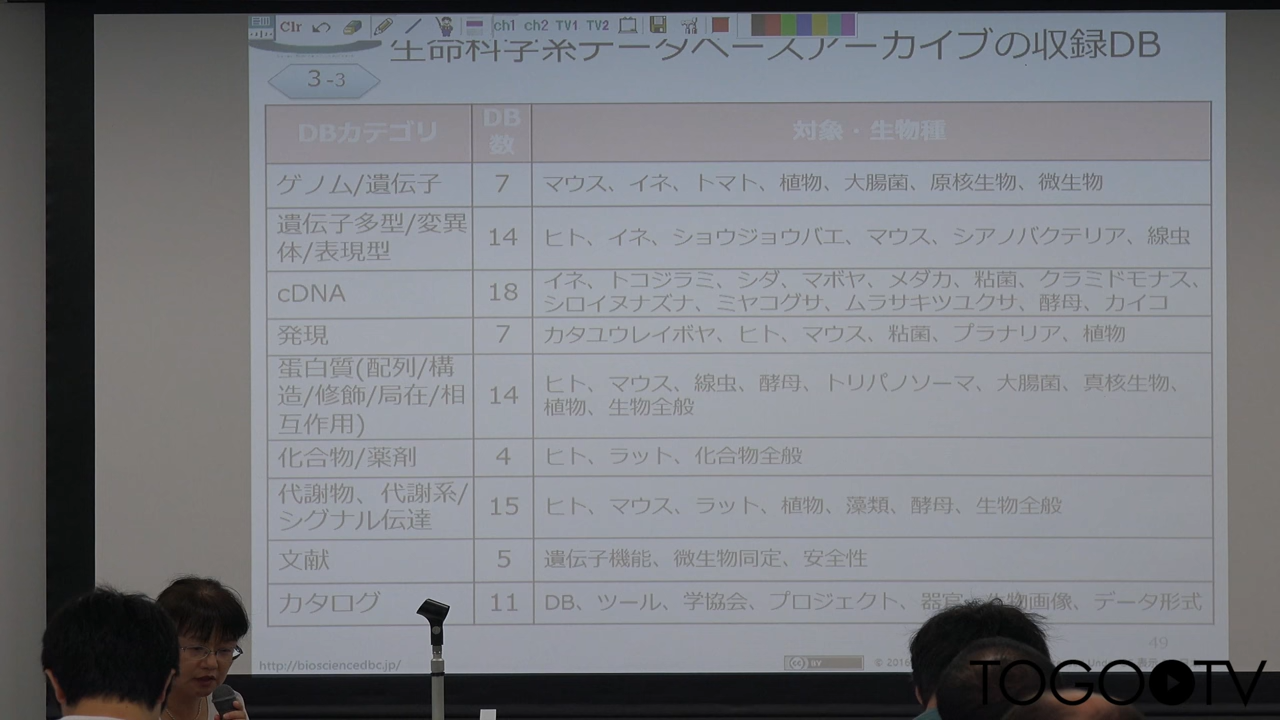 Clr ch1 ch2 TV1 TV2
生命科学系データベースアーカイブの収録DB
3-3
DBカテゴリ DB数 対象・生物種
ゲノム/遺伝子 7 マウス、イネ、トマト、植物、大腸菌、原核生物、微生物
遺伝子多型/変異
体/表現型 14 ヒト、イネ、ショウジョウバエ、マウス、シアノバクテリア、線虫
cDNA 18 イネ、トコジラミ、シダ、マボヤ、メダカ、粘菌、クラミドモナス、
シロイヌナズナ、ミヤコグサ、ムラサキツユクサ、酵母、カイコ
発現 7 カタユウレイボヤ、ヒト、マウス、粘菌、プラナリア、植物
蛋白質(配列/構
造/修飾/局在/相
互作用) 14 ヒト、マウス、線虫、酵母、トリパノソーマ、大腸菌、真核生物、
植物、生物全般
化合物/薬剤 4 ヒト、ラット、化合物全般
代謝物、代謝系/
シグナル伝達 15 ヒト、マウス、ラット、植物、藻類、酵母、生物全般
文献 5 遺伝子機能、微生物同定、安全性
カタログ 11 DB、ツール、学協会、プロジェクト、器官、生物画像、データ形式
49
http://biosciencedbc.jp/ cc BY © 2016
TOGO TV